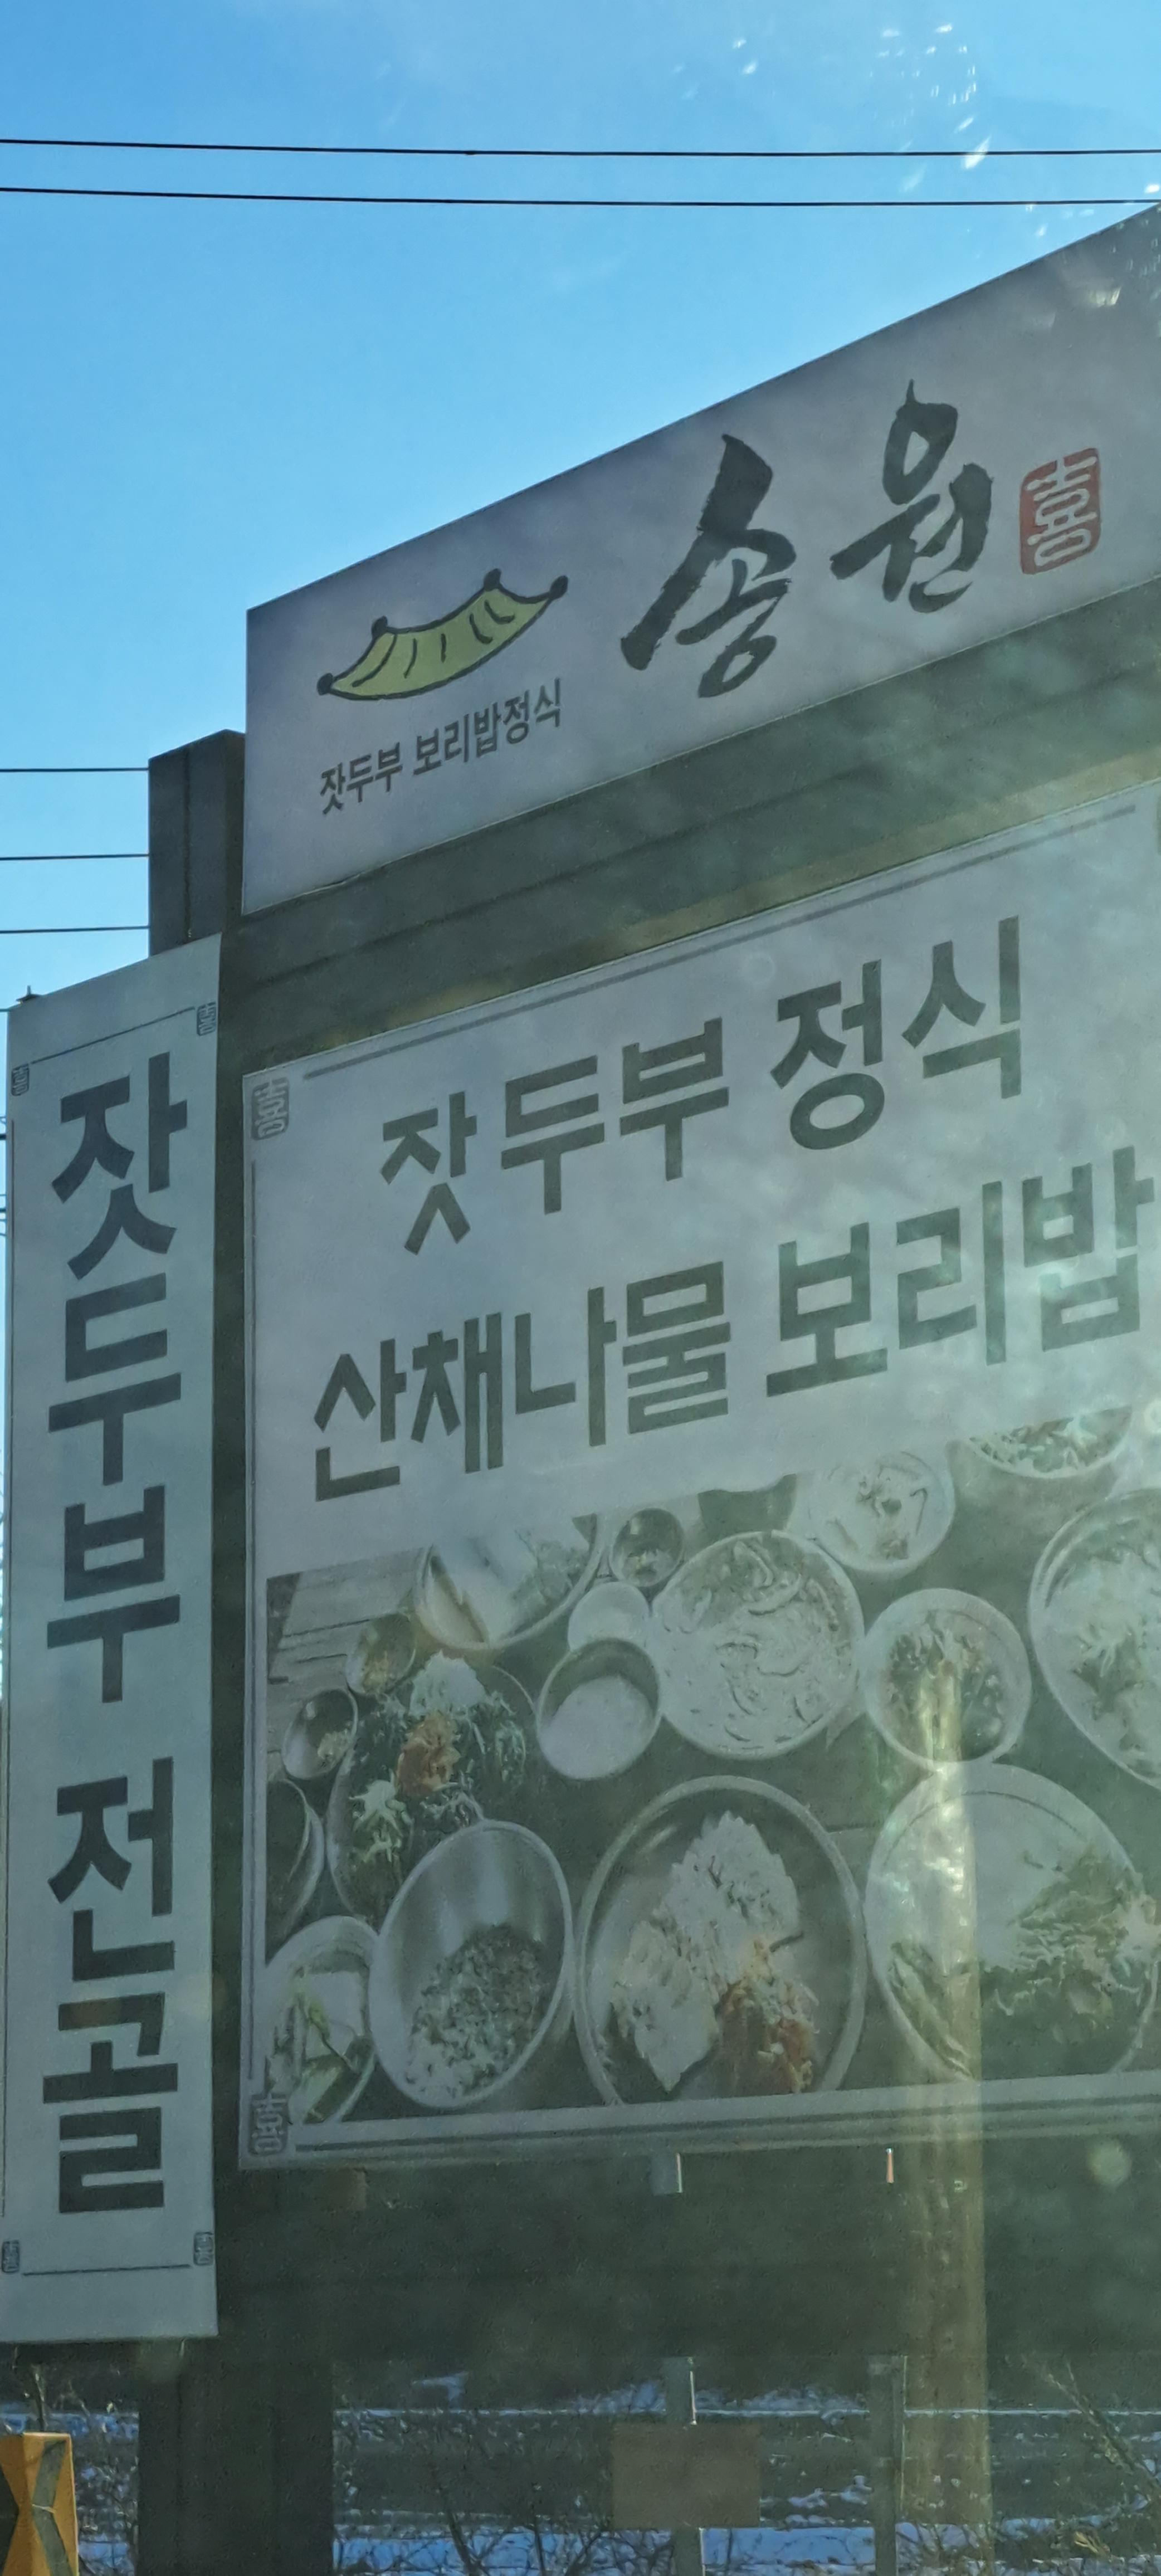 송원 囍
잣두부 보리밥정식
잣두부 정식
산채나물 보리밥
잣두부 전골